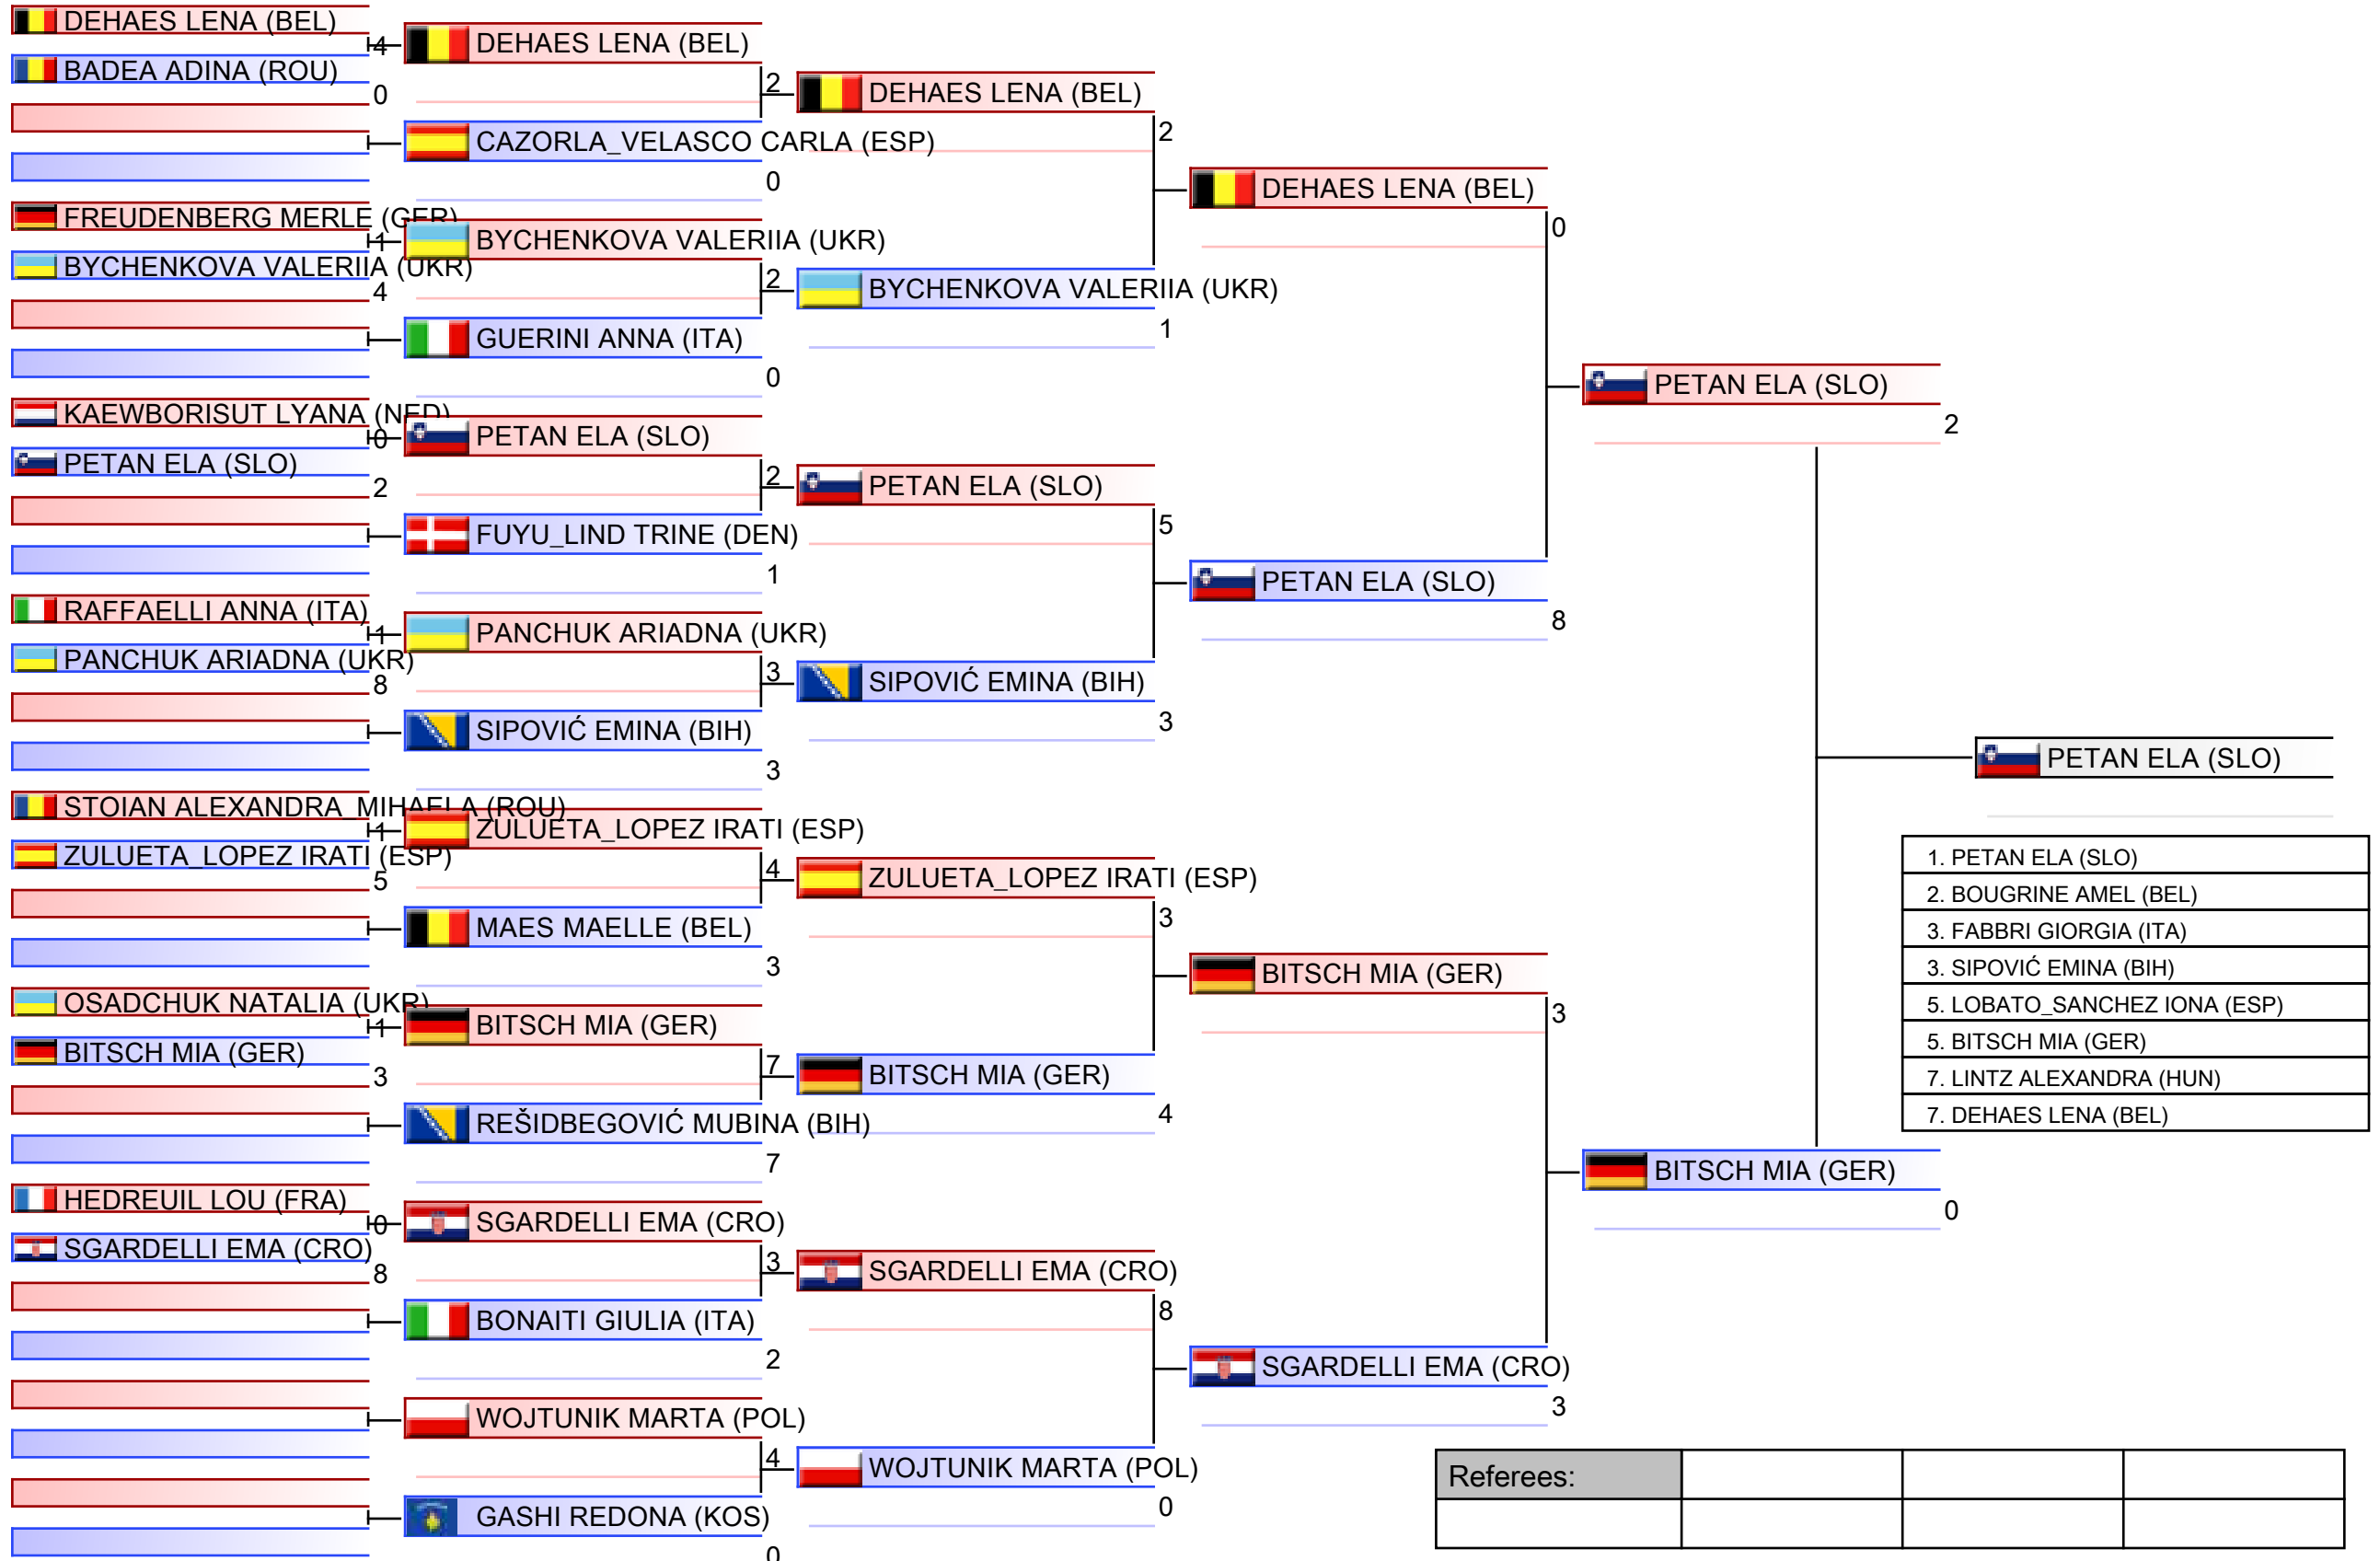 DEHAES LENA (BEL)
4
BADEA ADINA (ROU)
0
FREUDENBERG MERLE (GER)
1
BYCHENKOVA VALERIIA (UKR)
4
KAEWBORISUT LYANA (NED)
0
PETAN ELA (SLO)
2
RAFFAELLI ANNA (ITA)
1
PANCHUK ARIADNA (UKR)
8
STOIAN ALEXANDRA_MIHAELA (ROU)
1
ZULUETA_LOPEZ IRATI (ESP)
5
OSADCHUK NATALIA (UKR)
1
BITSCH MIA (GER)
3
HEDREUIL LOU (FRA)
0
SGARDELLI EMA (CRO)
8
DEHAES LENA (BEL)
2
CAZORLA_VELASCO CARLA (ESP)
0
BYCHENKOVA VALERIIA (UKR)
2
GUERINI ANNA (ITA)
0
PETAN ELA (SLO)
2
FUYU_LIND TRINE (DEN)
1
PANCHUK ARIADNA (UKR)
3
SIPOVIĆ EMINA (BIH)
3
ZULUETA_LOPEZ IRATI (ESP)
4
MAES MAELLE (BEL)
3
BITSCH MIA (GER)
7
REŠIDBEGOVIĆ MUBINA (BIH)
7
SGARDELLI EMA (CRO)
3
BONAITI GIULIA (ITA)
2
WOJTUNIK MARTA (POL)
4
GASHI REDONA (KOS)
0
DEHAES LENA (BEL)
2
BYCHENKOVA VALERIIA (UKR)
1
PETAN ELA (SLO)
5
SIPOVIĆ EMINA (BIH)
3
ZULUETA_LOPEZ IRATI (ESP)
3
BITSCH MIA (GER)
4
SGARDELLI EMA (CRO)
8
WOJTUNIK MARTA (POL)
0
DEHAES LENA (BEL)
0
PETAN ELA (SLO)
8
BITSCH MIA (GER)
3
SGARDELLI EMA (CRO)
3
PETAN ELA (SLO)
2
BITSCH MIA (GER)
0
PETAN ELA (SLO)
1. PETAN ELA (SLO)
2. BOUGRINE AMEL (BEL)
3. FABBRI GIORGIA (ITA)
3. SIPOVIĆ EMINA (BIH)
5. LOBATO_SANCHEZ IONA (ESP)
5. BITSCH MIA (GER)
7. LINTZ ALEXANDRA (HUN)
7. DEHAES LENA (BEL)
Referees: